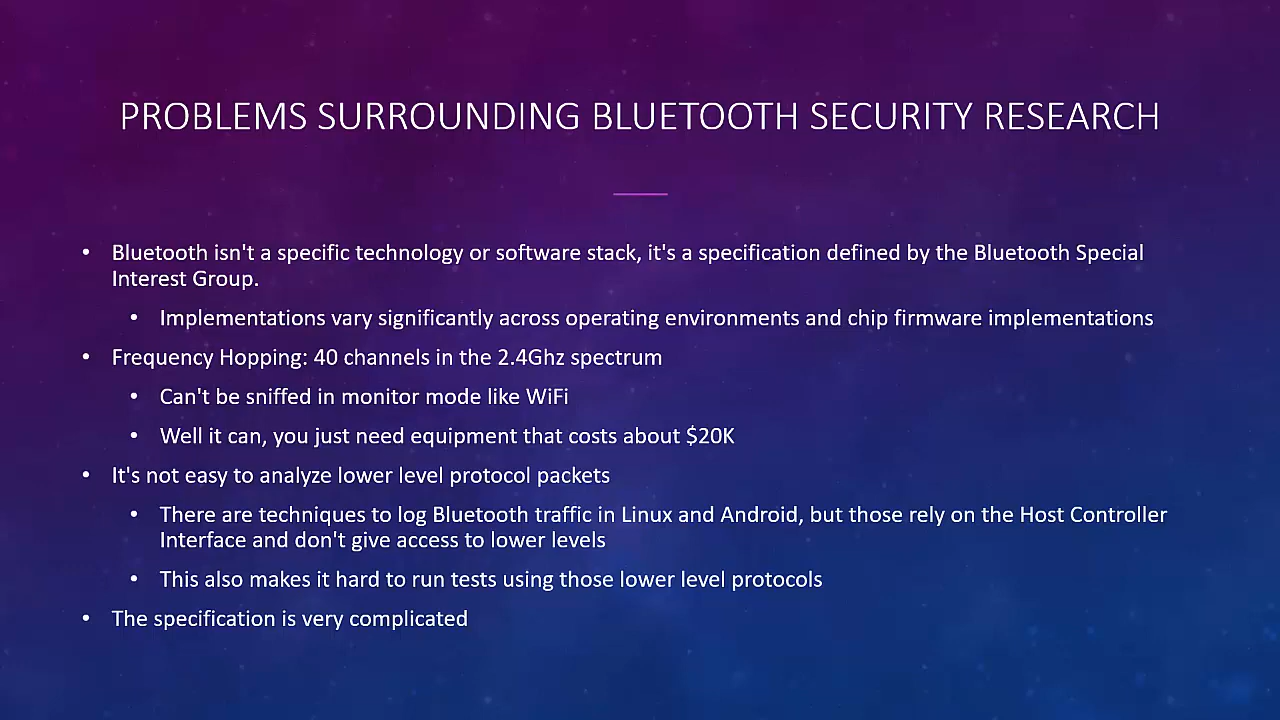 PROBLEMS SURROUNDING BLUETOOTH SECURITY RESEARCH
• Bluetooth isn't a specific technology or software stack, it's a specification defined by the Bluetooth Special
Interest Group.
• Implementations vary significantly across operating environments and chip firmware implementations
• Frequency Hopping: 40 channels in the 2.4Ghz spectrum
• Can't be sniffed in monitor mode like WiFi
• Well it can, you just need equipment that costs about $20K
• It's not easy to analyze lower level protocol packets
• There are techniques to log Bluetooth traffic in Linux and Android, but those rely on the Host Controller
Interface and don't give access to lower levels
• This also makes it hard to run tests using those lower level protocols
• The specification is very complicated